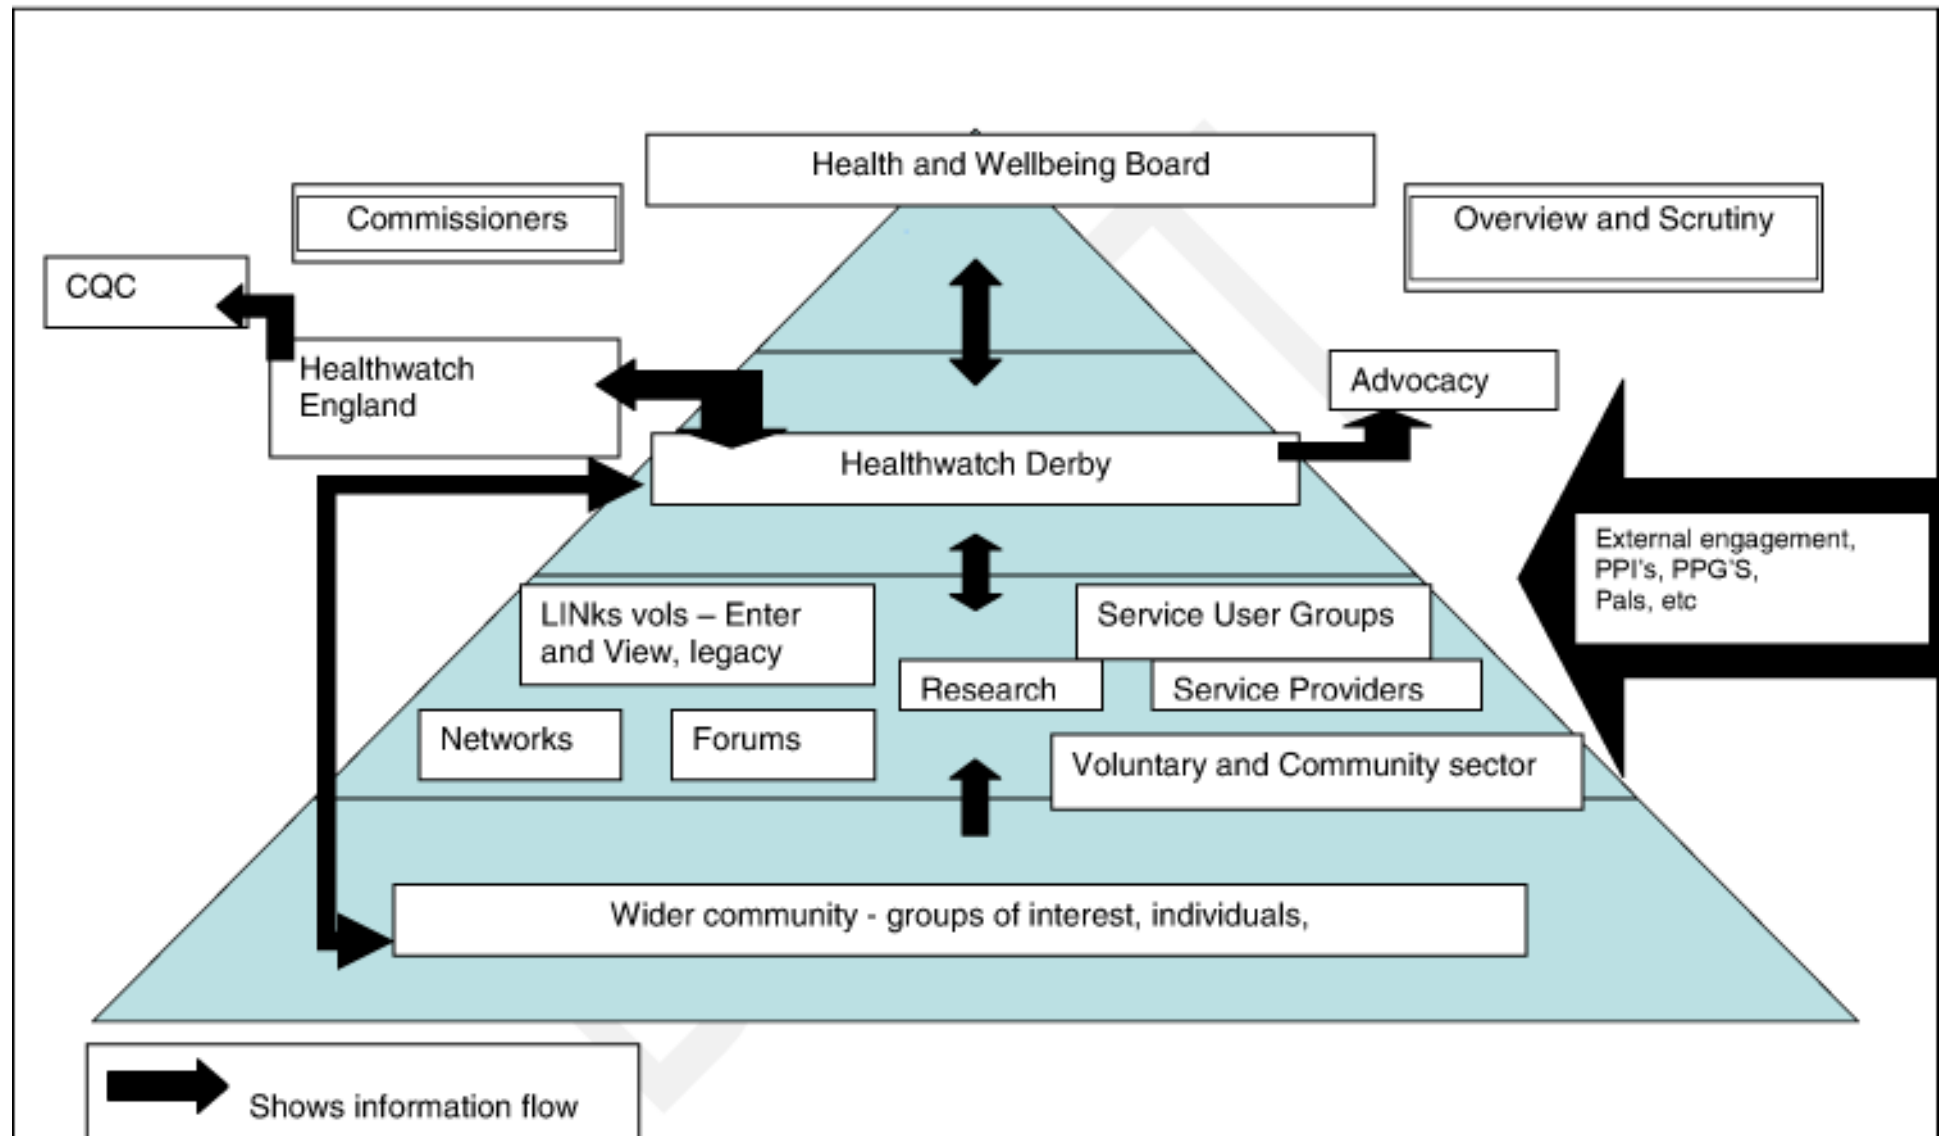 Health and Wellbeing Board
Commissioners
Overview and Scrutiny
CQC
Healthwatch
England
Advocacy
Healthwatch Derby
External engagement,
PPI's, PPG'S,
Pals, etc
LINks vols – Enter
and View, legacy
Service User Groups
Research
Service Providers
Networks
Forums
Voluntary and Community sector
Wider community - groups of interest, individuals,
Shows information flow